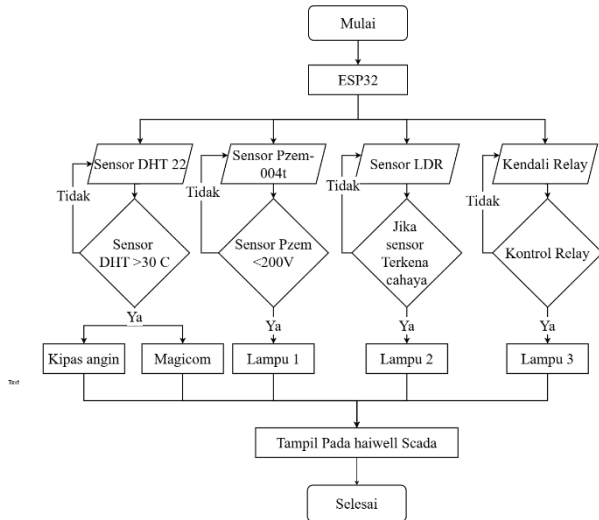 Mulai
ESP32
Sensor DHT 22
Sensor Pzem-
004t
Sensor LDR
Kendali Relay
Tidak
Tidak
Tidak
Tidak
Sensor
DHT >30 C
Sensor Pzem
<200V
Jika
sensor
Terkena
cahaya
Kontrol Relay
Ya
Ya
Ya
Ya
Kipas angin
Magicom
Lampu 1
Lampu 2
Lampu 3
Text
Tampil Pada haiwell Scada
Selesai